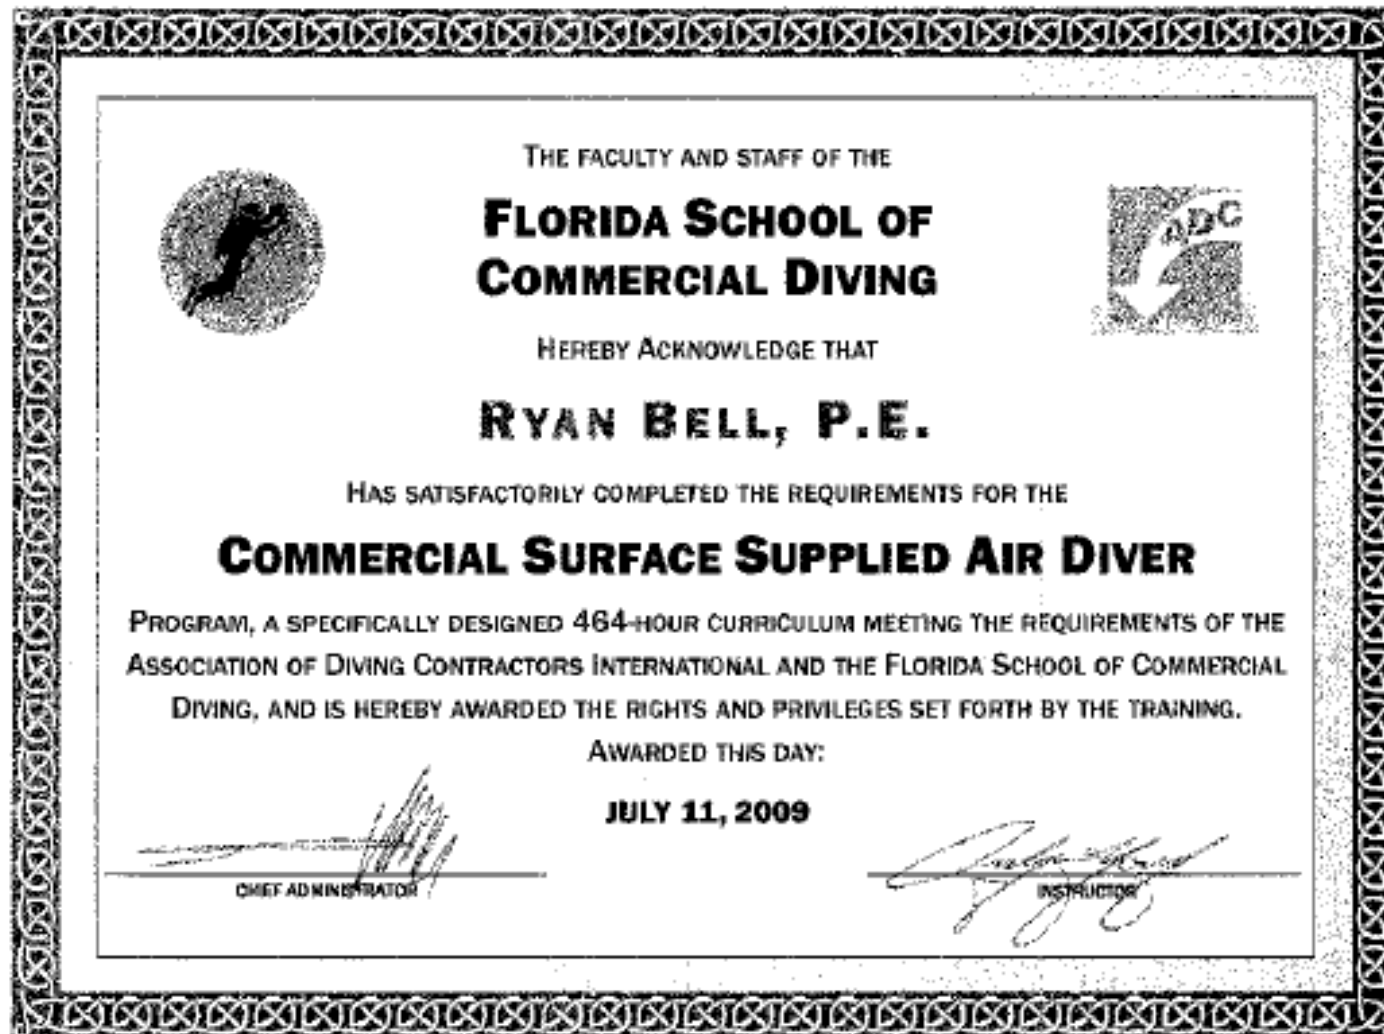 THE FACULTY AND STAFF OF THE
FLORIDA SCHOOL OF
COMMERCIAL DIVING
ADC
HEREBY ACKNOWLEDGE THAT
RYAN BELL, P.E.
HAS SATISFACTORILY COMPLETED THE REQUIREMENTS FOR THE
COMMERCIAL SURFACE SUPPLIED AIR DIVER
PROGRAM, A SPECIFICALLY DESIGNED 464-HOUR CURRICULUM MEETING THE REQUIREMENTS OF THE
ASSOCIATION OF DIVING CONTRACTORS INTERNATIONAL AND THE FLORIDA SCHOOL OF COMMERCIAL
DIVING, AND IS HEREBY AWARDED THE RIGHTS AND PRIVILEGES SET FORTH BY THE TRAINING.
AWARDED THIS DAY:
JULY 11, 2009
CHIEF ADMINISTRATOR
INSTRUCTOR